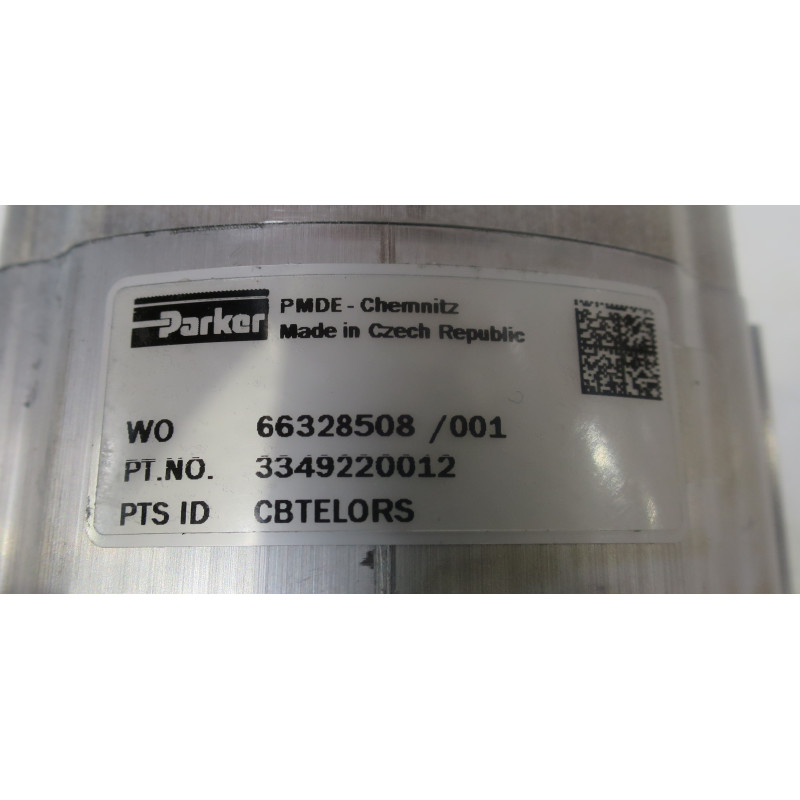 Parker
PMDE - Chemnitz
Made in Czech Republic
WO 66328508 /001
PT.NO. 3349220012
PTS ID CBTELORS